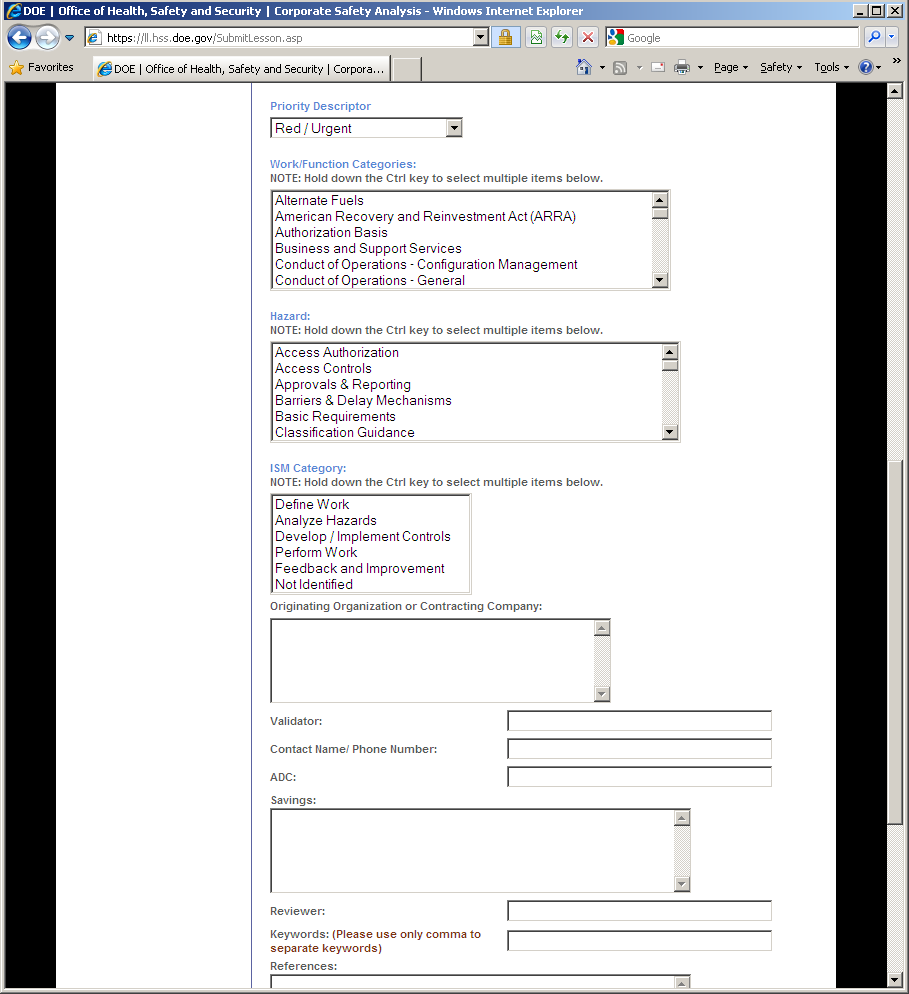 DOE | Office of Health, Safety and Security | Corporate Safety Analysis - Windows Internet Explorer
https://ll.hss.doe.gov/SubmitLesson.asp
Google
Favorites
DOE | Office of Health, Safety and Security | Corpora...
Page
Safety
Tools
Priority Descriptor
Red / Urgent
Work/Function Categories:
NOTE: Hold down the Ctrl key to select multiple items below.
Alternate Fuels
American Recovery and Reinvestment Act (ARRA)
Authorization Basis
Business and Support Services
Conduct of Operations - Configuration Management
Conduct of Operations - General
Hazard:
NOTE: Hold down the Ctrl key to select multiple items below.
Access Authorization
Access Controls
Approvals & Reporting
Barriers & Delay Mechanisms
Basic Requirements
Classification Guidance
ISM Category:
NOTE: Hold down the Ctrl key to select multiple items below.
Define Work
Analyze Hazards
Develop / Implement Controls
Perform Work
Feedback and Improvement
Not Identified
Originating Organization or Contracting Company:
Validator:
Contact Name/ Phone Number:
ADC:
Savings:
Reviewer:
Keywords: (Please use only comma to
separate keywords)
References: